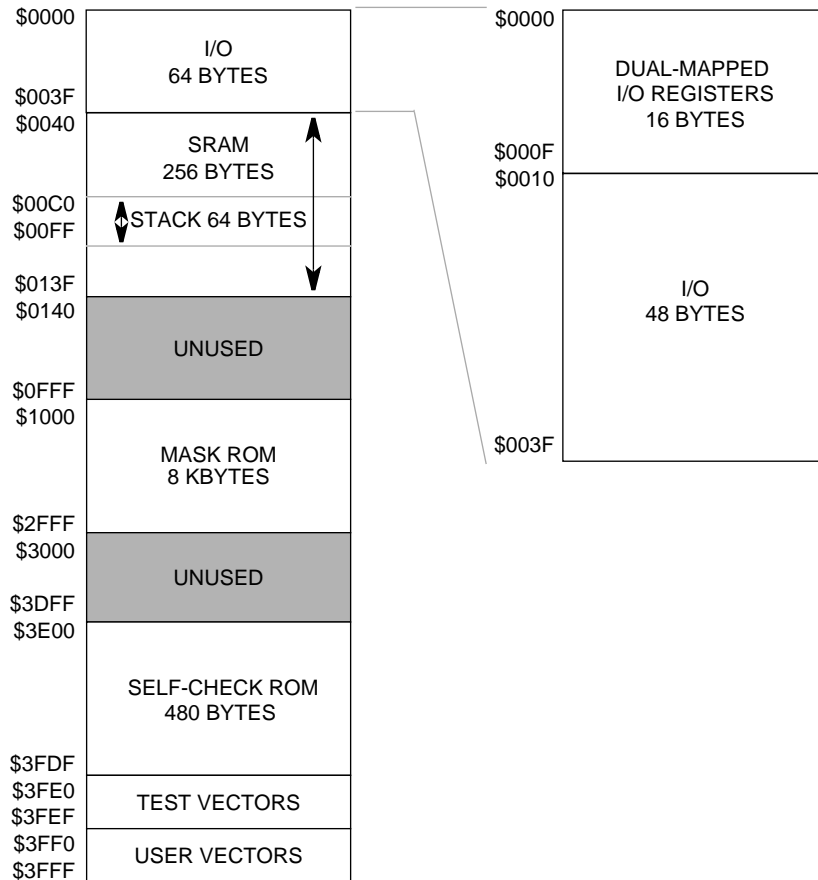 $0000
I/O
64 BYTES
$003F
$0040
SRAM
256 BYTES
$00C0
$00FF
STACK 64 BYTES
$013F
$0140
UNUSED
$0FFF
$1000
MASK ROM
8 KBYTES
$2FFF
$3000
UNUSED
$3DFF
$3E00
SELF-CHECK ROM
480 BYTES
$3FDF
$3FE0
TEST VECTORS
$3FEF
$3FF0
USER VECTORS
$3FFF
$0000
DUAL-MAPPED
I/O REGISTERS
16 BYTES
$000F
$0010
I/O
48 BYTES
$003F